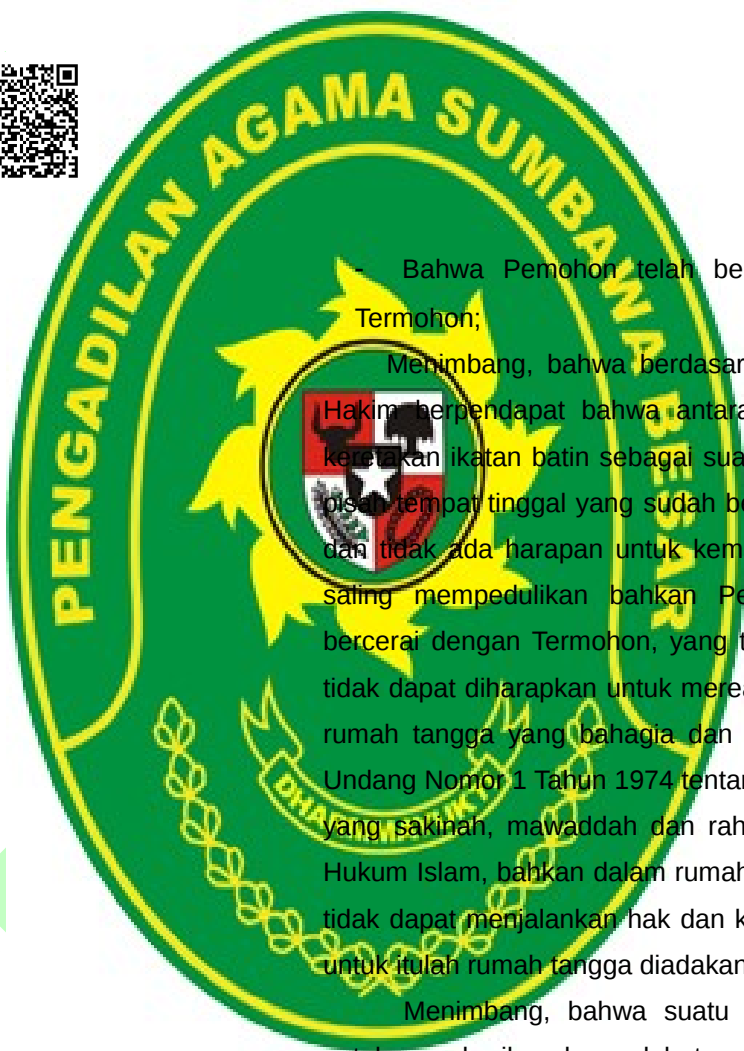 PENGADILAN AGAMA SUMBAWA BESAR
- Bahwa Pemohon telah be
Termohon;
Menimbang, bahwa berdasar
Hakim berpendapat bahwa antara
keretakan ikatan batin sebagai sua
pisah tempat tinggal yang sudah be
dan tidak ada harapan untuk kem
saling mempedulikan bahkan Pe
bercerai dengan Termohon, yang t
tidak dapat diharapkan untuk merea
rumah tangga yang bahagia dan
Undang Nomor 1 Tahun 1974 tentan
yang sakinah, mawaddah dan rah
Hukum Islam, bahkan dalam rumah
tidak dapat menjalankan hak dan k
untuk itulah rumah tangga diadakan
Menimbang, bahwa suatu